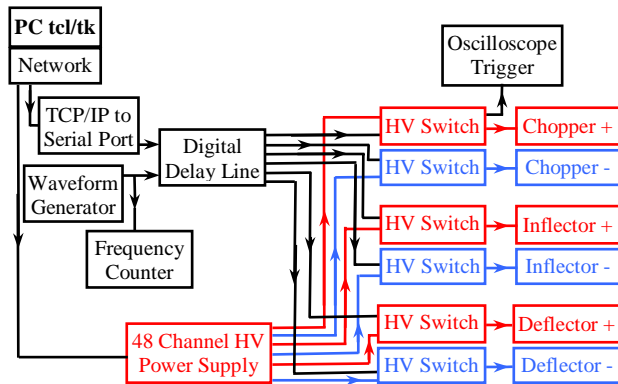 PC tcl/tk
Network
Oscilloscope
Trigger
TCP/IP to
Serial Port
Digital
Delay Line
Waveform
Generator
Frequency
Counter
HV Switch
Chopper +
HV Switch
Chopper -
HV Switch
Inflector +
HV Switch
Inflector -
HV Switch
Deflector +
HV Switch
Deflector -
48 Channel HV
Power Supply